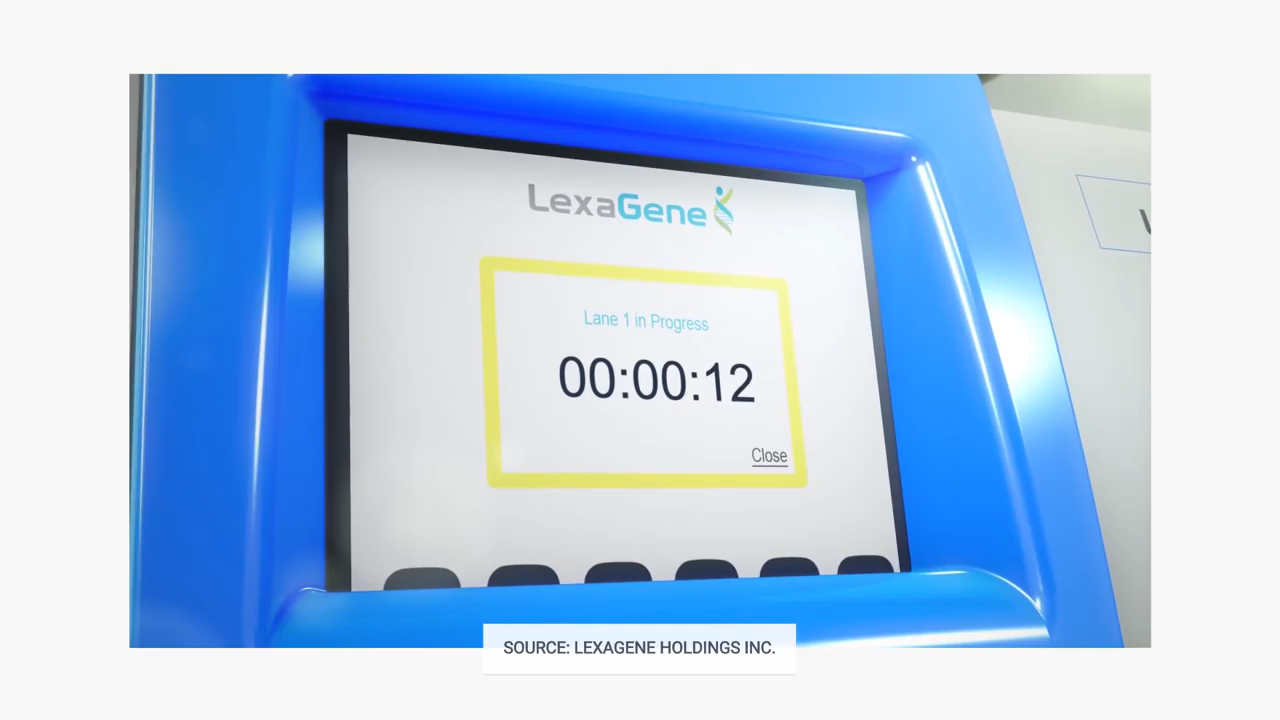 LexaGene
Lane 1 in Progress
00:00:12
Close
SOURCE: LEXAGENE HOLDINGS INC.